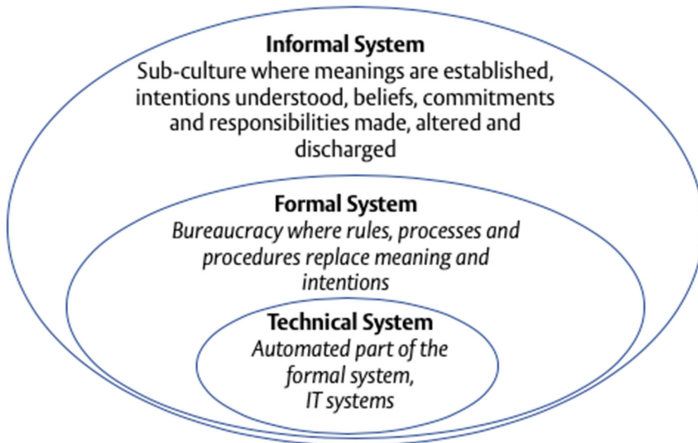 Informal System
Sub-culture where meanings are established,
intentions understood, beliefs, commitments
and responsibilities made, altered and
discharged
Formal System
Bureaucracy where rules, processes and
procedures replace meaning and
intentions
Technical System
Automated part of the
formal system,
IT systems